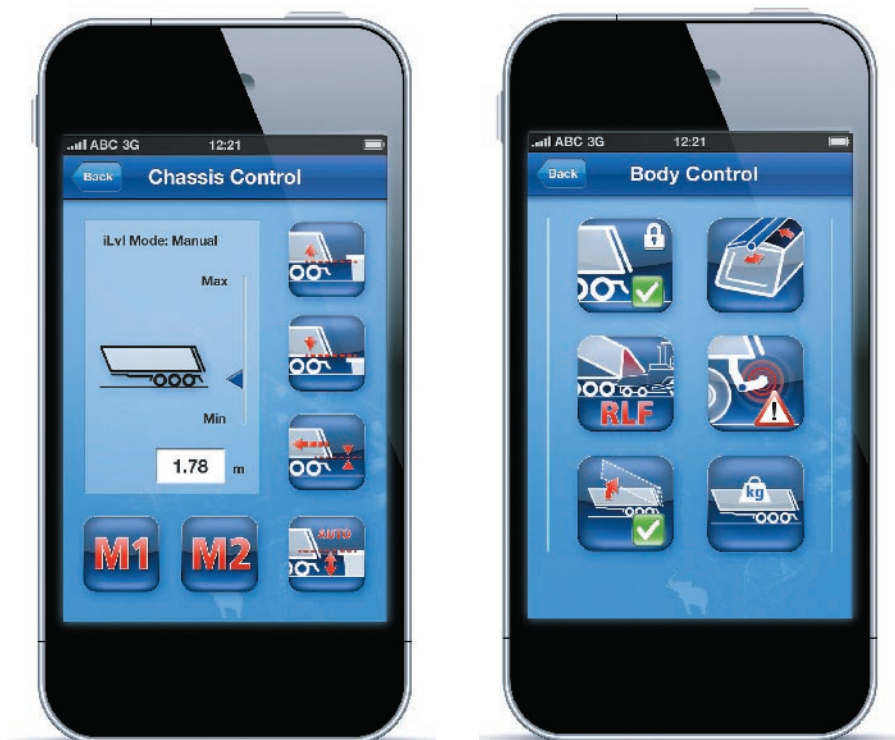 ABC 3G 12:21
Back Chassis Control
iLvl Mode: Manual
Max
Min
1.78 m
M1 M2 AUTO
ABC 3G 12:21
Back Body Control
RLF
!
kg